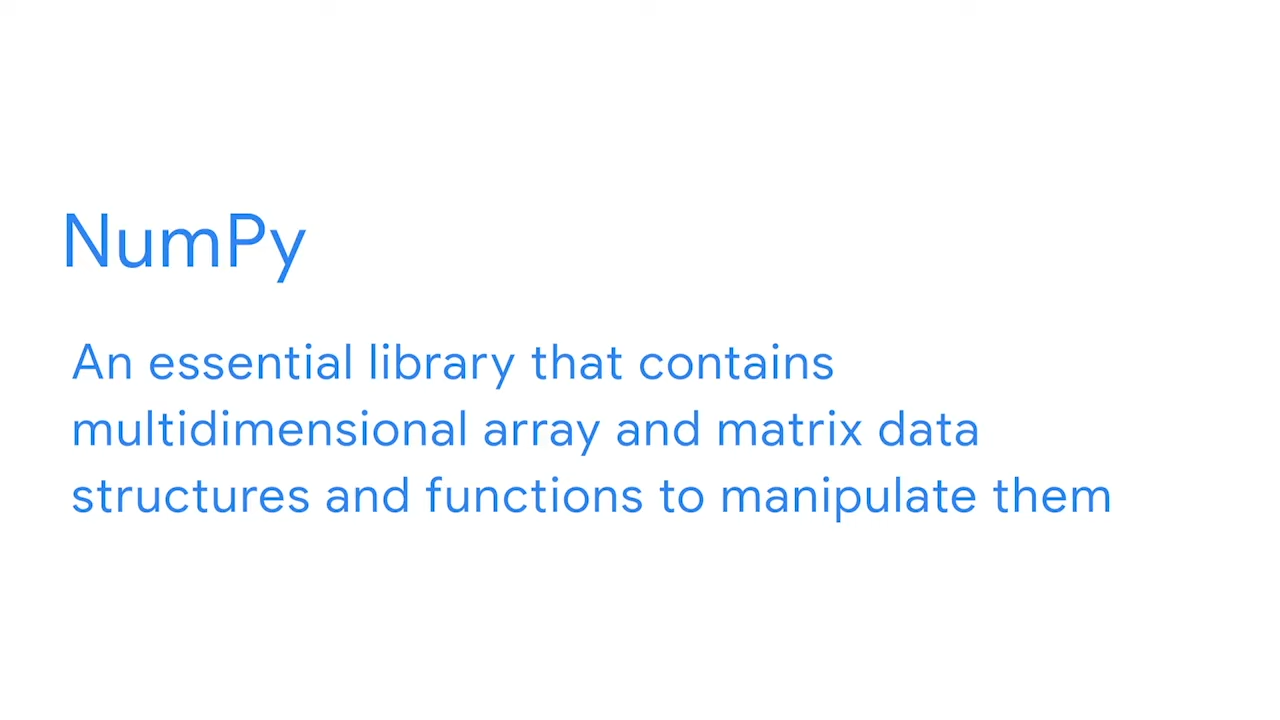 NumPy
An essential library that contains
multidimensional array and matrix data
structures and functions to manipulate them